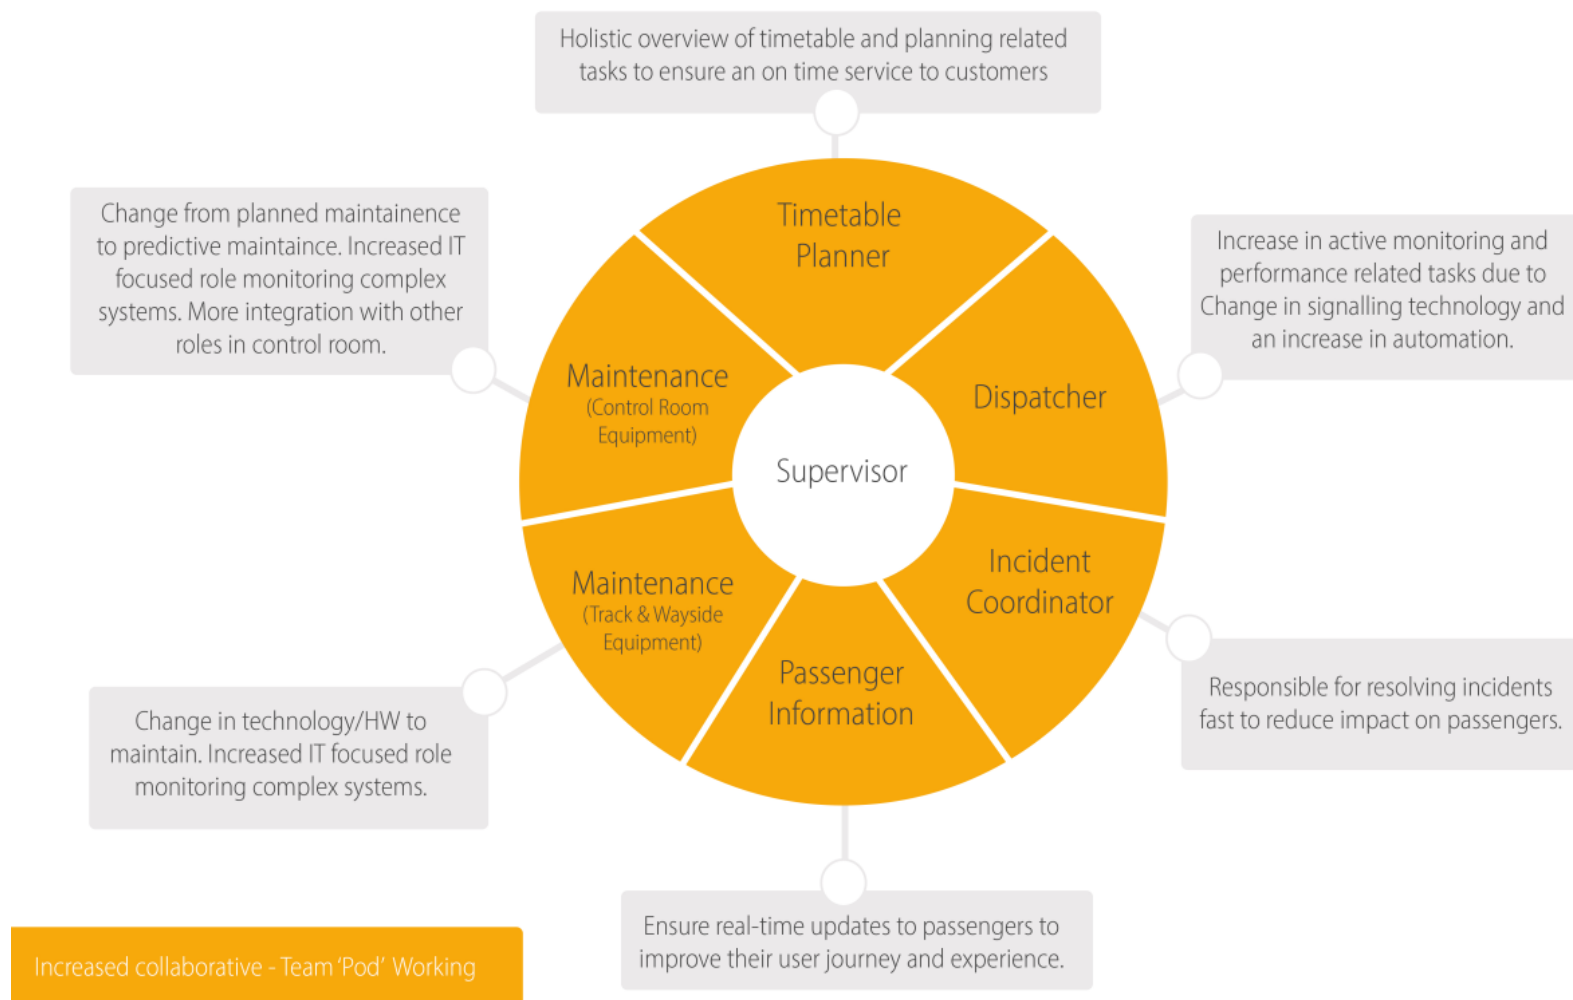 Holistic overview of timetable and planning related
tasks to ensure an on time service to customers
Timetable
Planner
Change from planned maintainence
to predictive maintaince. Increased IT
focused role monitoring complex
systems. More integration with other
roles in control room.
Increase in active monitoring and
performance related tasks due to
Change in signalling technology and
an increase in automation.
Maintenance
(Control Room
Equipment)
Dispatcher
Supervisor
Maintenance
(Track & Wayside
Equipment)
Incident
Coordinator
Passenger
Information
Change in technology/HW to
maintain. Increased IT focused role
monitoring complex systems.
Responsible for resolving incidents
fast to reduce impact on passengers.
Ensure real-time updates to passengers to
improve their user journey and experience.
Increased collaborative - Team ‘Pod’ Working